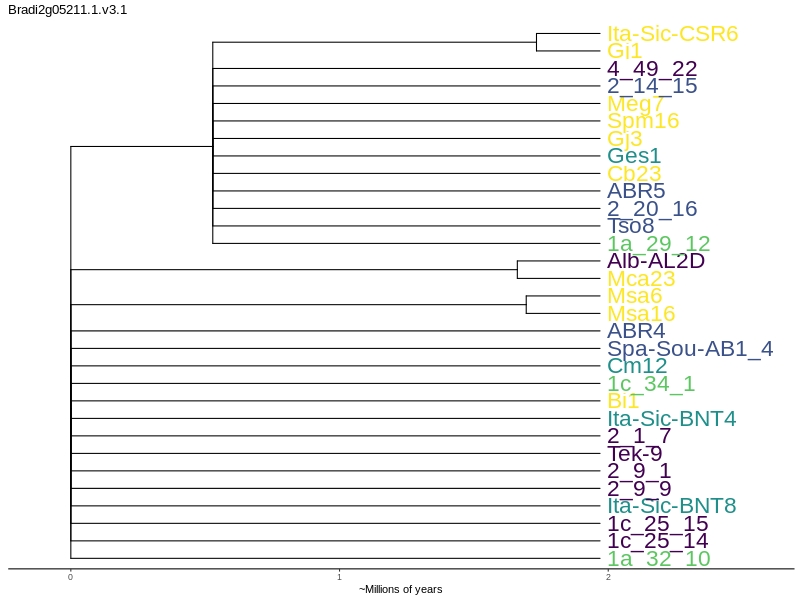 Bradi2g05211.1.v3.1
Ita-Sic-CSR6
Gi1
4_49_22
2_14_15
Meg7
Spm16
Gj3
Ges1
Cb23
ABR5
2_20_16
Tso8
1a_29_12
Alb-AL2D
Mca23
Msa6
Msa16
ABR4
Spa-Sou-AB1_4
Cm12
1c_34_1
Bi1
Ita-Sic-BNT4
2_1_7
Tek-9
2_9_1
2_9_9
Ita-Sic-BNT8
1c_25_15
1c_25_14
1a_32_10
0 1 2
~Millions of years